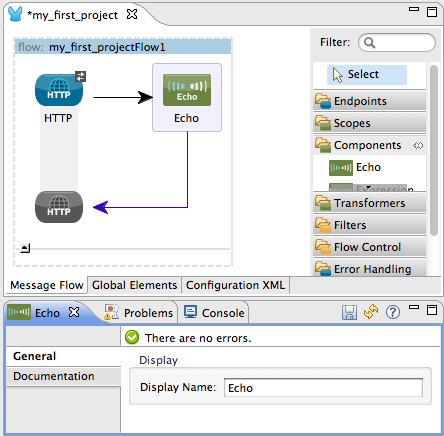 *my_first_project
flow: my_first_projectFlow1
HTTP
HTTP
Echo
Echo
HTTP
Filter:
Select
Endpoints
Scopes
Components
Echo
Expression
Transformers
Filters
Flow Control
Error Handling
Message Flow Global Elements Configuration XML
Echo Problems Console
There are no errors.
General
Documentation
Display
Display Name: Echo